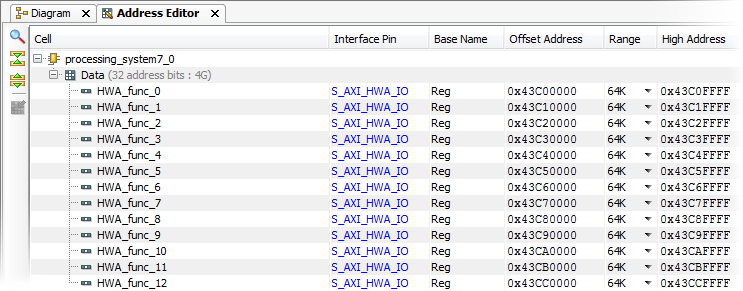 Diagram Address Editor
Cell Interface Pin Base Name Offset Address Range High Address
processing_system7_0
Data (32 address bits : 4G)
HWA_func_0 S_AXI_HWA_IO Reg 0x43C00000 64K 0x43C0FFFF
HWA_func_1 S_AXI_HWA_IO Reg 0x43C10000 64K 0x43C1FFFF
HWA_func_2 S_AXI_HWA_IO Reg 0x43C20000 64K 0x43C2FFFF
HWA_func_3 S_AXI_HWA_IO Reg 0x43C30000 64K 0x43C3FFFF
HWA_func_4 S_AXI_HWA_IO Reg 0x43C40000 64K 0x43C4FFFF
HWA_func_5 S_AXI_HWA_IO Reg 0x43C50000 64K 0x43C5FFFF
HWA_func_6 S_AXI_HWA_IO Reg 0x43C60000 64K 0x43C6FFFF
HWA_func_7 S_AXI_HWA_IO Reg 0x43C70000 64K 0x43C7FFFF
HWA_func_8 S_AXI_HWA_IO Reg 0x43C80000 64K 0x43C8FFFF
HWA_func_9 S_AXI_HWA_IO Reg 0x43C90000 64K 0x43C9FFFF
HWA_func_10 S_AXI_HWA_IO Reg 0x43CA0000 64K 0x43CAFFFF
HWA_func_11 S_AXI_HWA_IO Reg 0x43CB0000 64K 0x43CBFFFF
HWA_func_12 S_AXI_HWA_IO Reg 0x43CC0000 64K 0x43CCFFFF